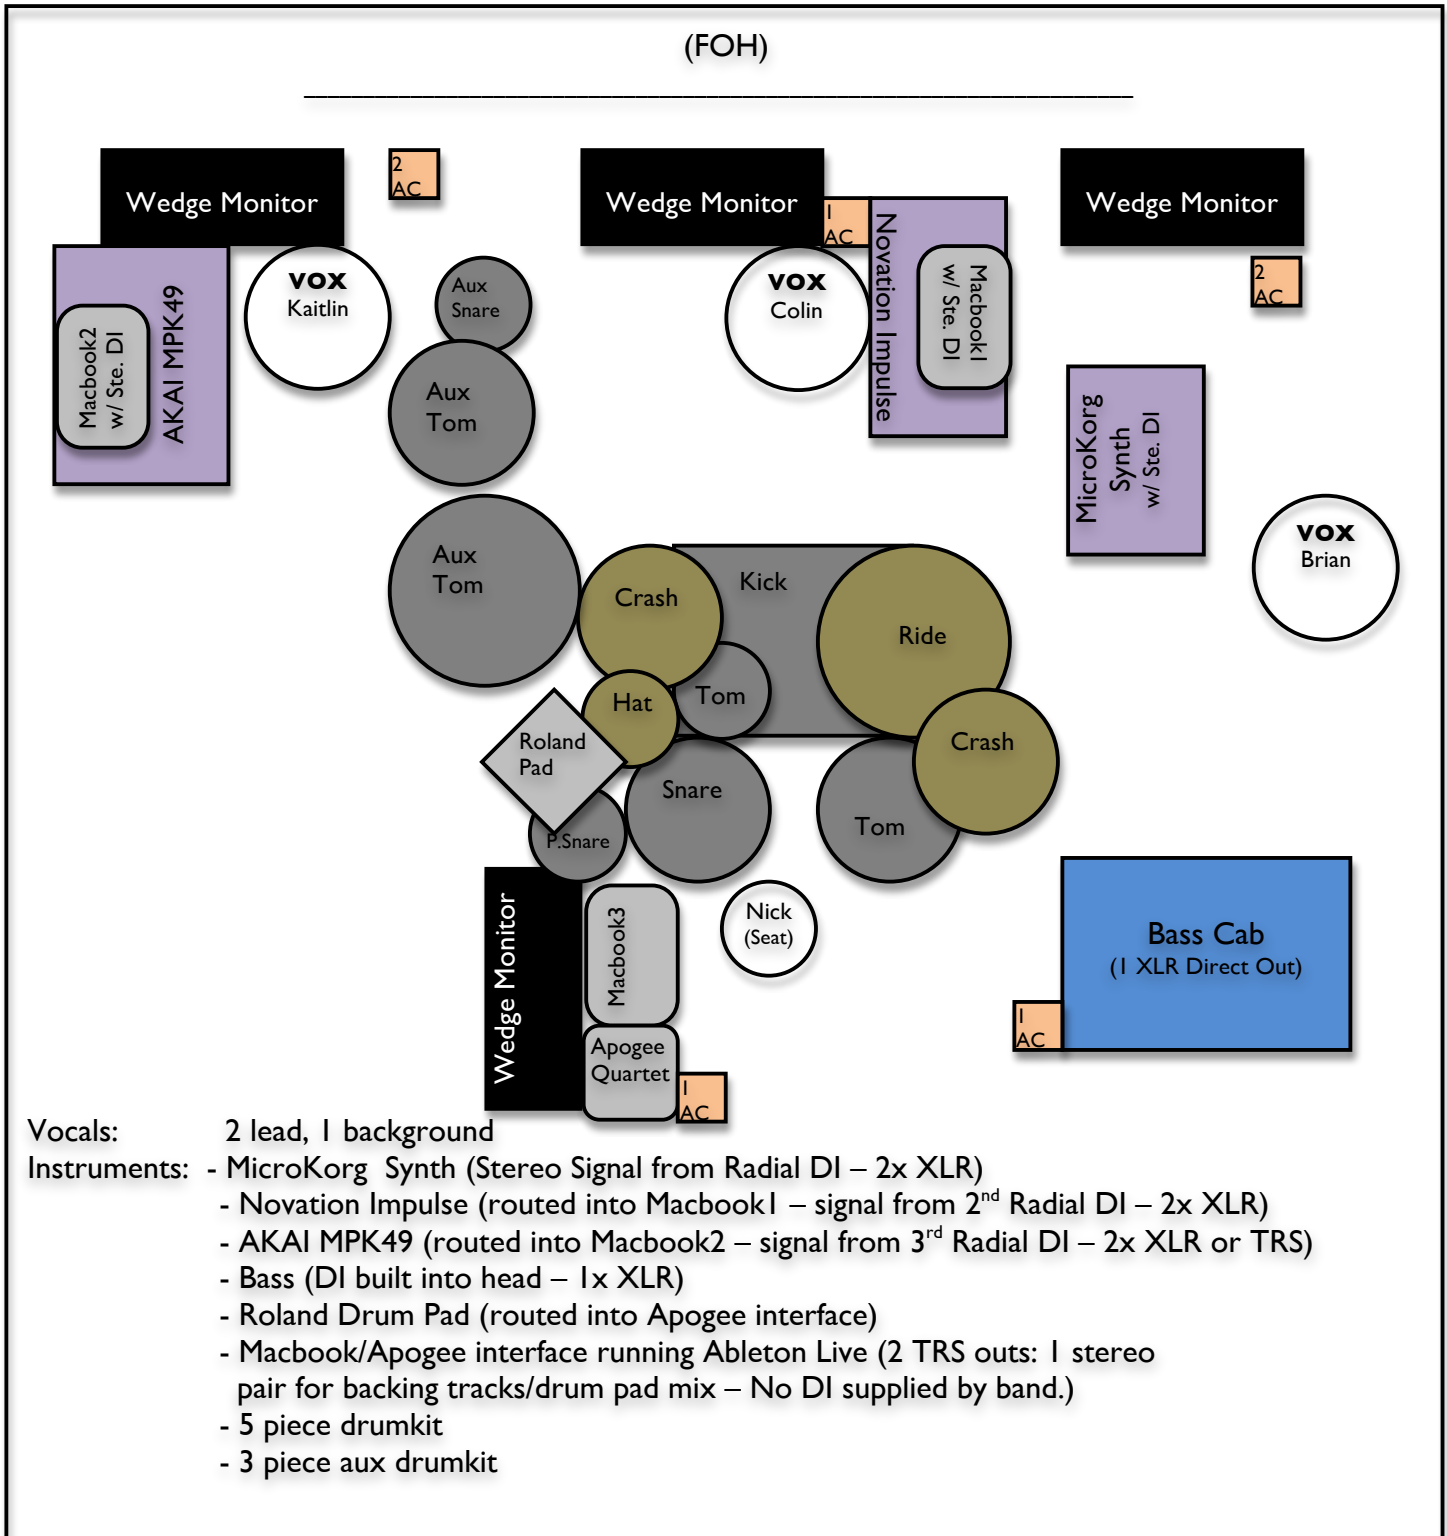 (FOH)
Wedge Monitor
2
AC
Wedge Monitor
1
AC
Wedge Monitor
2
AC
Macbook2
w/ Ste. DI
AKAI MPK49
VOX
Kaitlin
Aux
Snare
Aux
Tom
VOX
Colin
Novation Impulse
Macbook1
w/ Ste. DI
MicroKorg
Synth
w/ Ste. DI
VOX
Brian
Aux
Tom
Crash
Kick
Ride
Hat
Tom
Roland
Pad
Crash
Snare
P.Snare
Tom
Wedge Monitor
Macbook3
Nick
(Seat)
Bass Cab
(1 XLR Direct Out)
1
AC
Apogee
Quartet
1
AC
Vocals: 2 lead, 1 background
Instruments: - MicroKorg Synth (Stereo Signal from Radial DI – 2x XLR)
- Novation Impulse (routed into Macbook1 – signal from 2nd Radial DI – 2x XLR)
- AKAI MPK49 (routed into Macbook2 – signal from 3rd Radial DI – 2x XLR or TRS)
- Bass (DI built into head – 1x XLR)
- Roland Drum Pad (routed into Apogee interface)
- Macbook/Apogee interface running Ableton Live (2 TRS outs: 1 stereo
pair for backing tracks/drum pad mix – No DI supplied by band.)
- 5 piece drumkit
- 3 piece aux drumkit